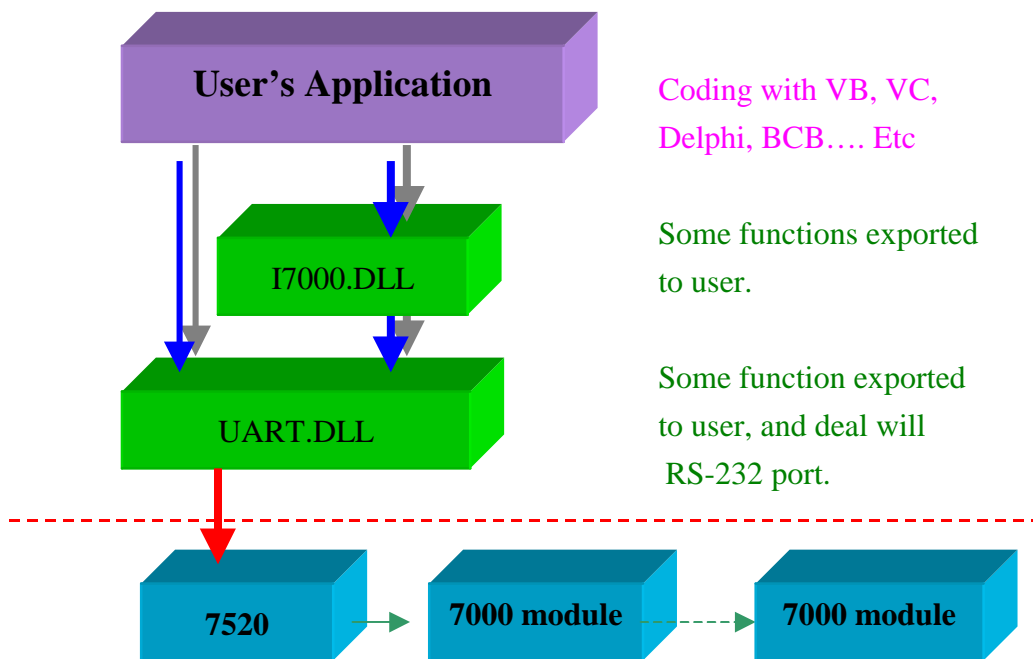 User’s Application
Coding with VB, VC,
Delphi, BCB…. Etc
I7000.DLL
Some functions exported
to user.
UART.DLL
Some function exported
to user, and deal will
RS-232 port.
7520
7000 module
7000 module